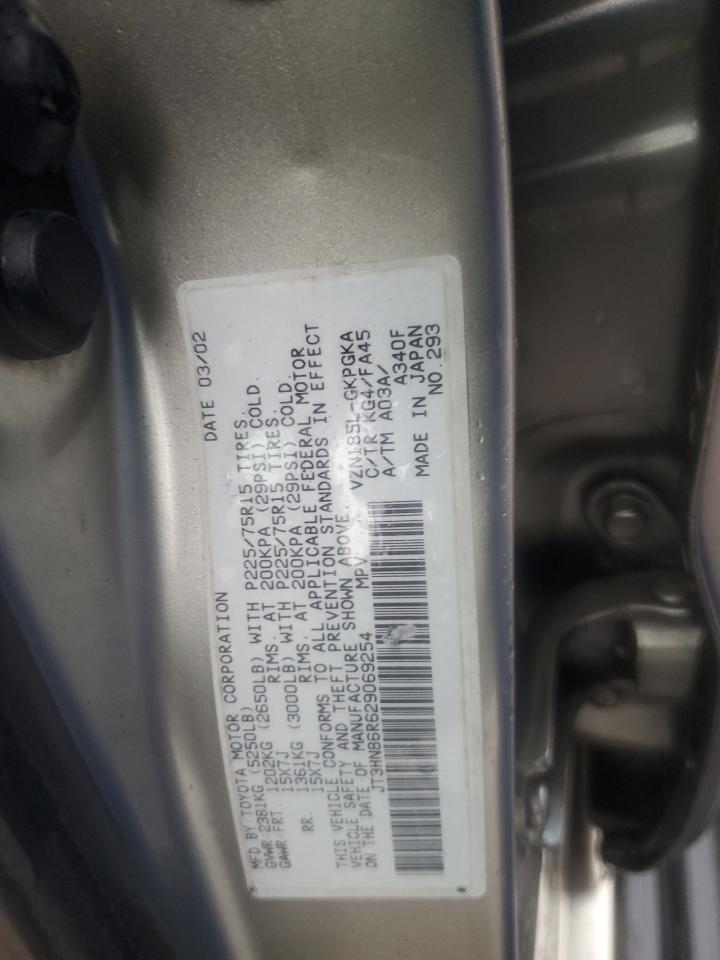 MFD BY: TOYOTA MOTOR CORPORATION DATE 03/02
GVWR: 2381KG (5250LB)
GAWR: FRT. 1202KG (2650LB) WITH P225/75R15 TIRES.
15X7J RIMS. AT 200KPA (29PSI) COLD.
RR. 1361KG (3000LB) WITH P225/75R15 TIRES.
15X7J RIMS. AT 200KPA (29PSI) COLD.
THIS VEHICLE CONFORMS TO ALL APPLICABLE FEDERAL MOTOR
VEHICLE SAFETY AND THEFT PREVENTION STANDARDS IN EFFECT
ON THE DATE OF MANUFACTURE SHOWN ABOVE.
JT3HN86R629069254 MPV VZN185L-GKPGKA
C/TR KG4/FA45
A/TM A03A/
A340F
MADE IN JAPAN
NO.293